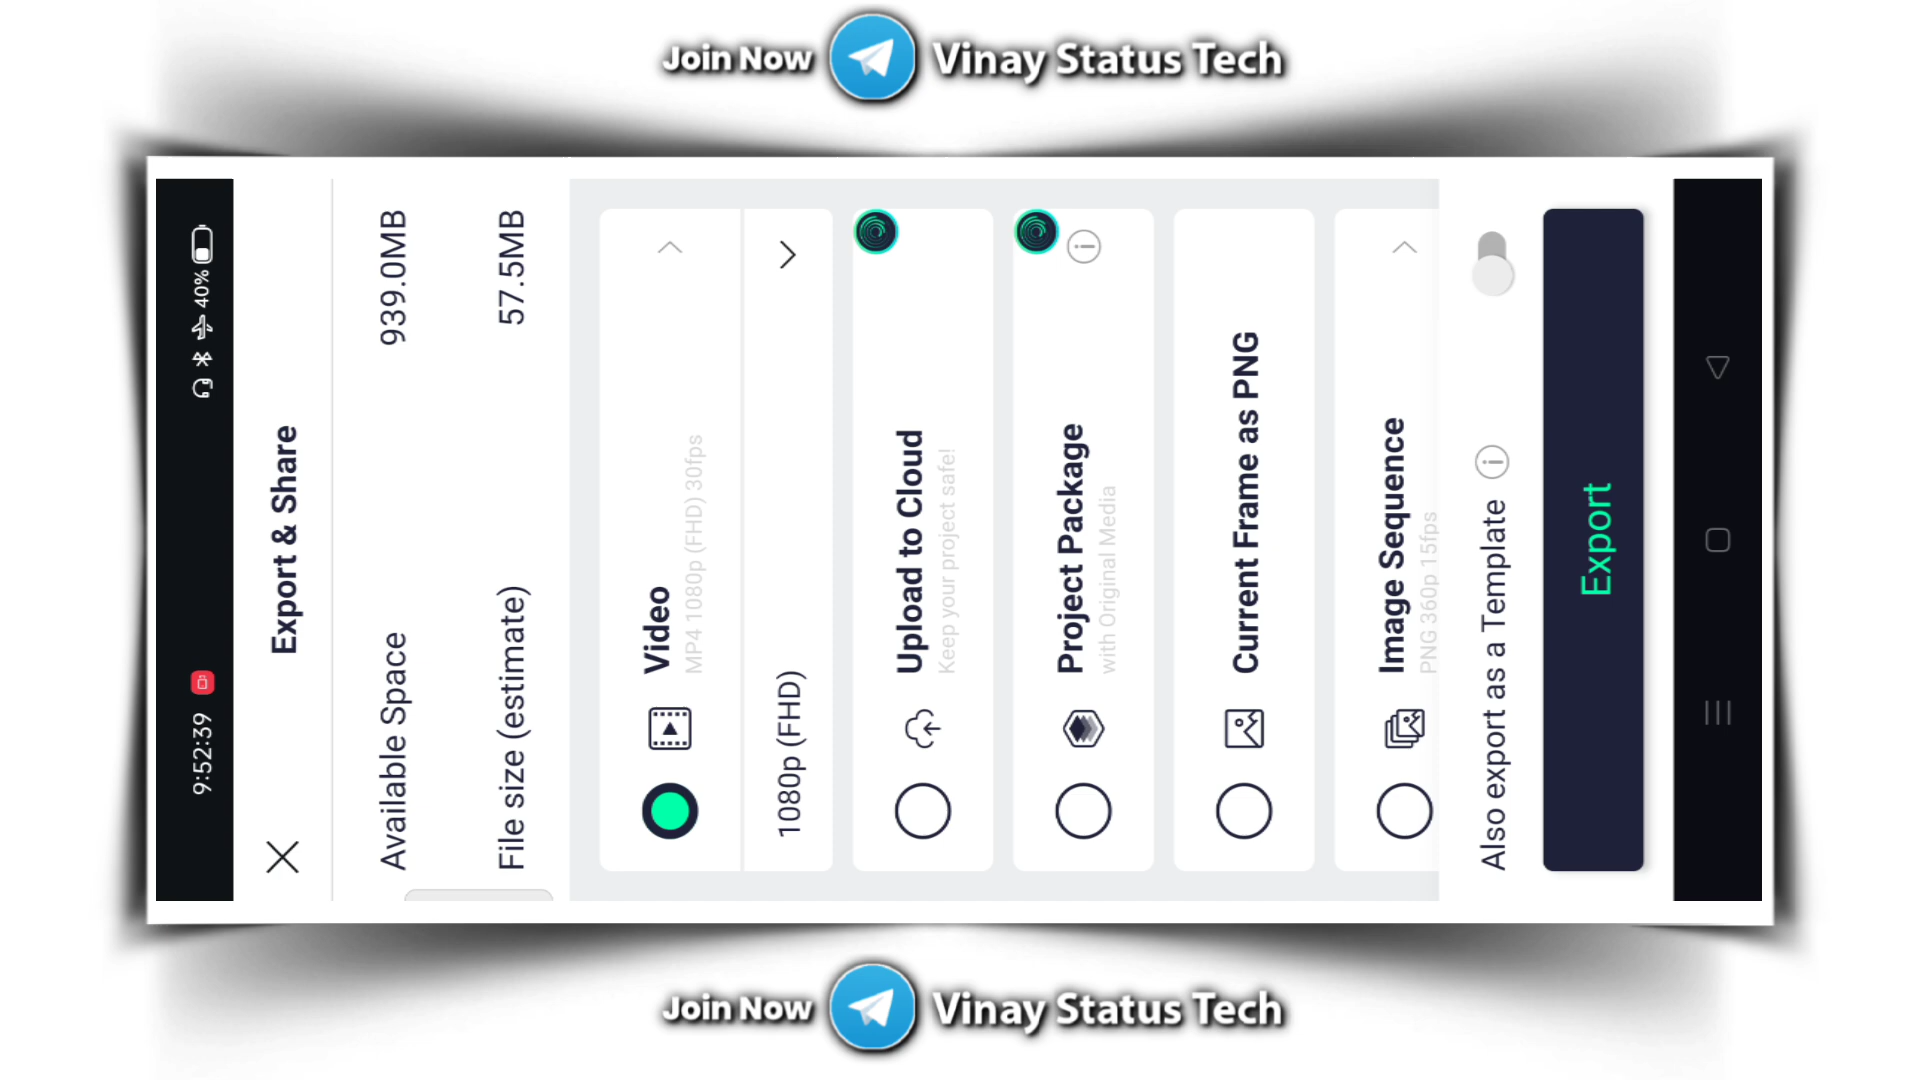 Join Now Vinay Status Tech
9:52:39 40%
Export & Share
Available Space 939.0MB
File size (estimate) 57.5MB
Video
MP4 1080p (FHD) 30fps
1080p (FHD)
Upload to Cloud
Keep your project safe!
Project Package
with Original Media
Current Frame as PNG
Image Sequence
PNG 360p 15fps
Also export as a Template
Export
Join Now Vinay Status Tech